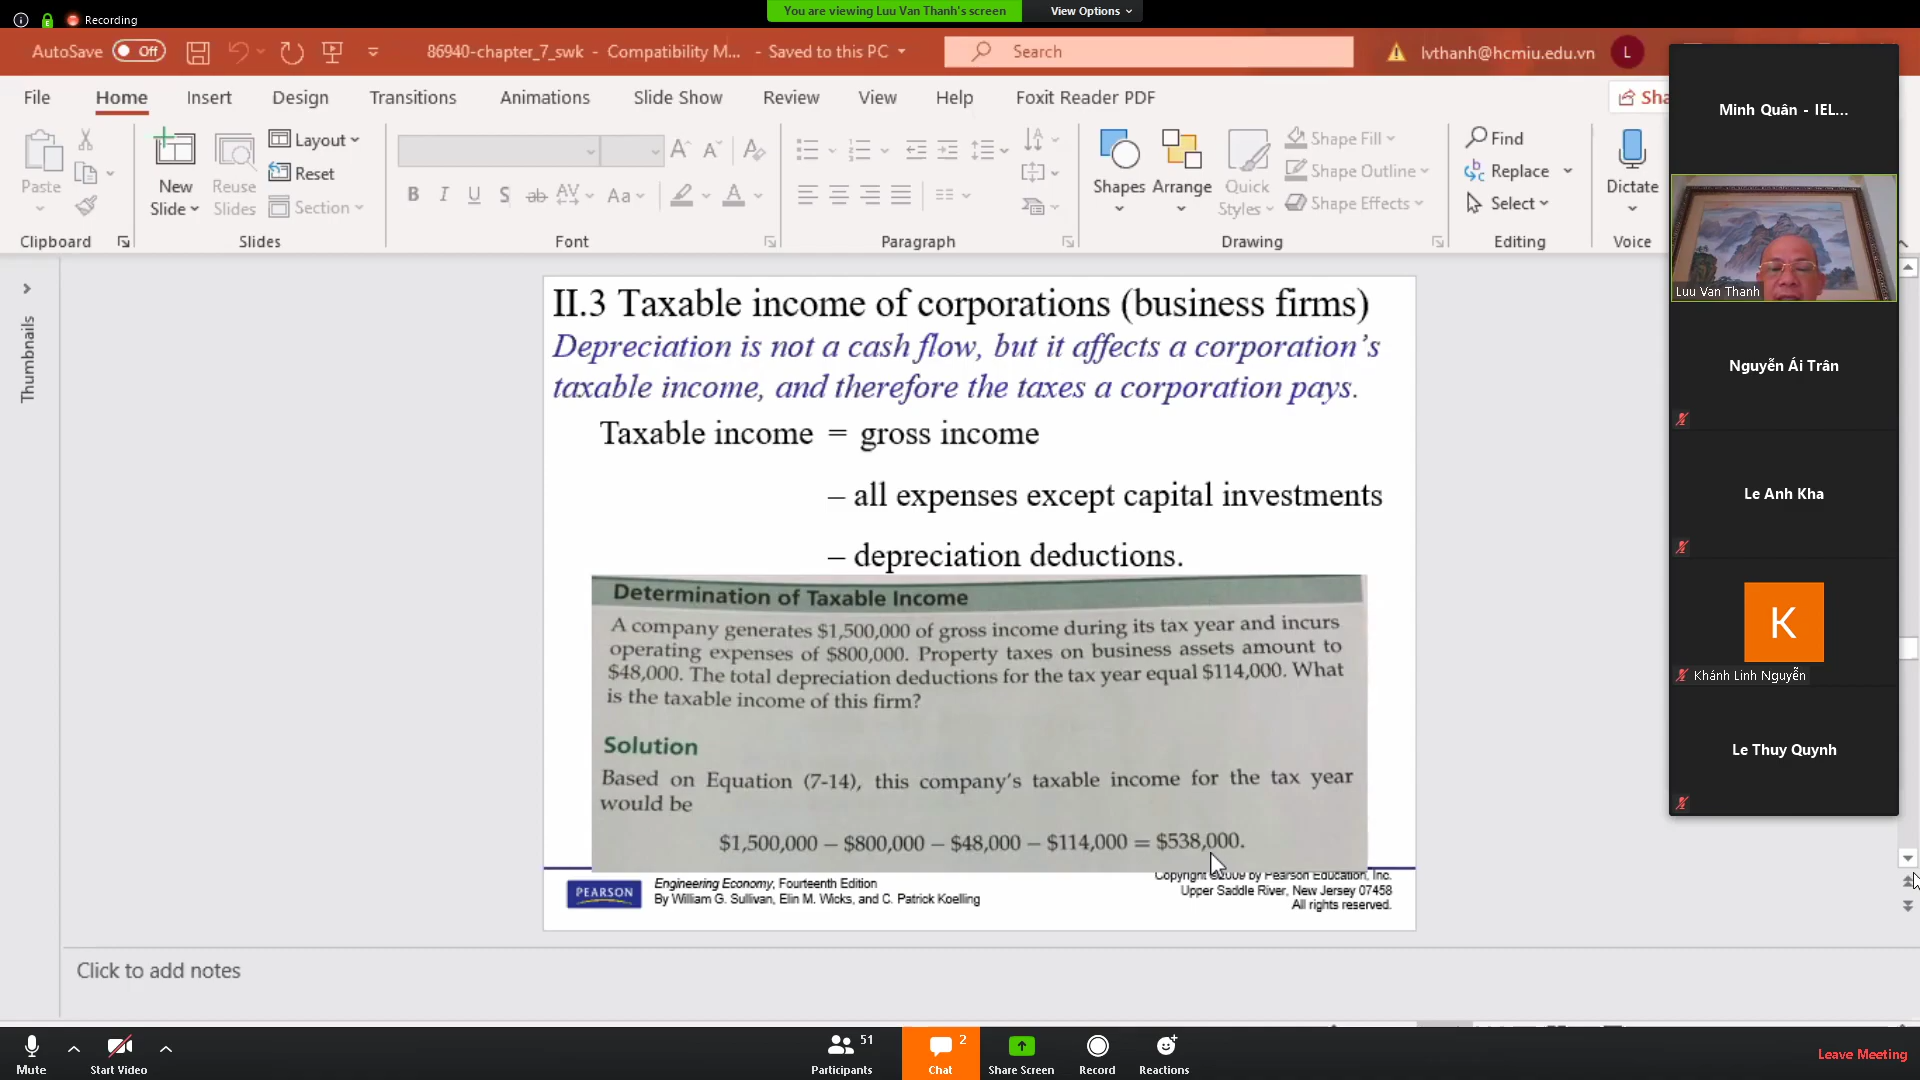 Recording
You are viewing Luu Van Thanh's screen
View Options
AutoSave
Off
86940-chapter_7_swk - Compatibility M... - Saved to this PC
Search
lvthanh@hcmiu.edu.vn
L
File
Home
Insert
Design
Transitions
Animations
Slide Show
Review
View
Help
Foxit Reader PDF
Sha
Paste
New
Slide
Reuse
Slides
Layout
Reset
Section
Shapes
Arrange
Quick
Styles
Shape Fill
Shape Outline
Shape Effects
Find
Replace
Select
Dictate
Clipboard
Slides
Font
Paragraph
Drawing
Editing
Voice
Thumbnails
II.3 Taxable income of corporations (business firms)
Depreciation is not a cash flow, but it affects a corporation's
taxable income, and therefore the taxes a corporation pays.
Taxable income = gross income
– all expenses except capital investments
– depreciation deductions.
Determination of Taxable Income
A company generates $1,500,000 of gross income during its tax year and incurs
operating expenses of $800,000. Property taxes on business assets amount to
$48,000. The total depreciation deductions for the tax year equal $114,000. What
is the taxable income of this firm?
Solution
Based on Equation (7-14), this company's taxable income for the tax year
would be
$1,500,000 – $800,000 – $48,000 – $114,000 = $538,000.
PEARSON
Engineering Economy, Fourteenth Edition
By William G. Sullivan, Elin M. Wicks, and C. Patrick Koelling
Copyright ©2009 by Pearson Education, Inc.
Upper Saddle River, New Jersey 07458
All rights reserved.
Click to add notes
Minh Quân - IEL...
Luu Van Thanh
Nguyễn Ái Trân
Le Anh Kha
K
Khánh Linh Nguyễn
Le Thuy Quynh
Mute
Start Video
51
Participants
2
Chat
Share Screen
Record
Reactions
Leave Meeting